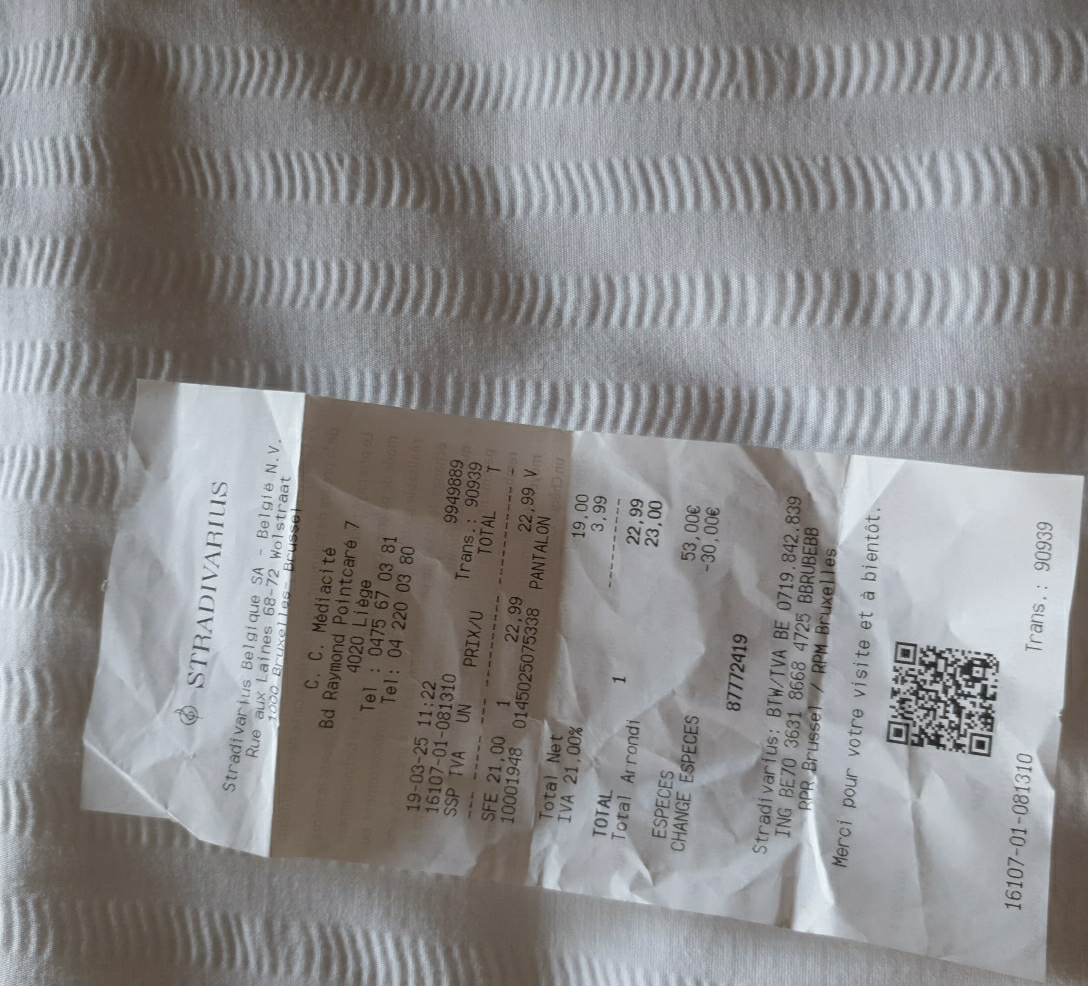 STRADIVARIUS
Stradivarius Belgique SA - België N.V.
Rue aux Laines 68-72 Wolstraat
1000 Bruxelles- Brussel
C. C. Médiacité
Bd Raymond Pointcaré 7
4020 Liège
Tel : 0475 67 03 81
Tel: 04 220 03 80
19-03-25 11:22 9949889
16107-01-081310 Trans.: 90939
SSP TVA UN PRIX/U TOTAL T
SFE 21,00 1 22,99 22,99 V
10001948 0145025075338 PANTALON
Total Net 19,00
IVA 21,00% 3,99
TOTAL 22,99
Total Arrondi 1 23,00
ESPECES 53,00€
CHANGE ESPECES -30,00€
87772419
Stradivarius: BTW/TVA BE 0719.842.839
ING BE70 3631 8668 4725 BBRUBEBB
RPR Brussel / RPM Bruxelles
Merci pour votre visite et à bientôt.
16107-01-081310 Trans.: 90939